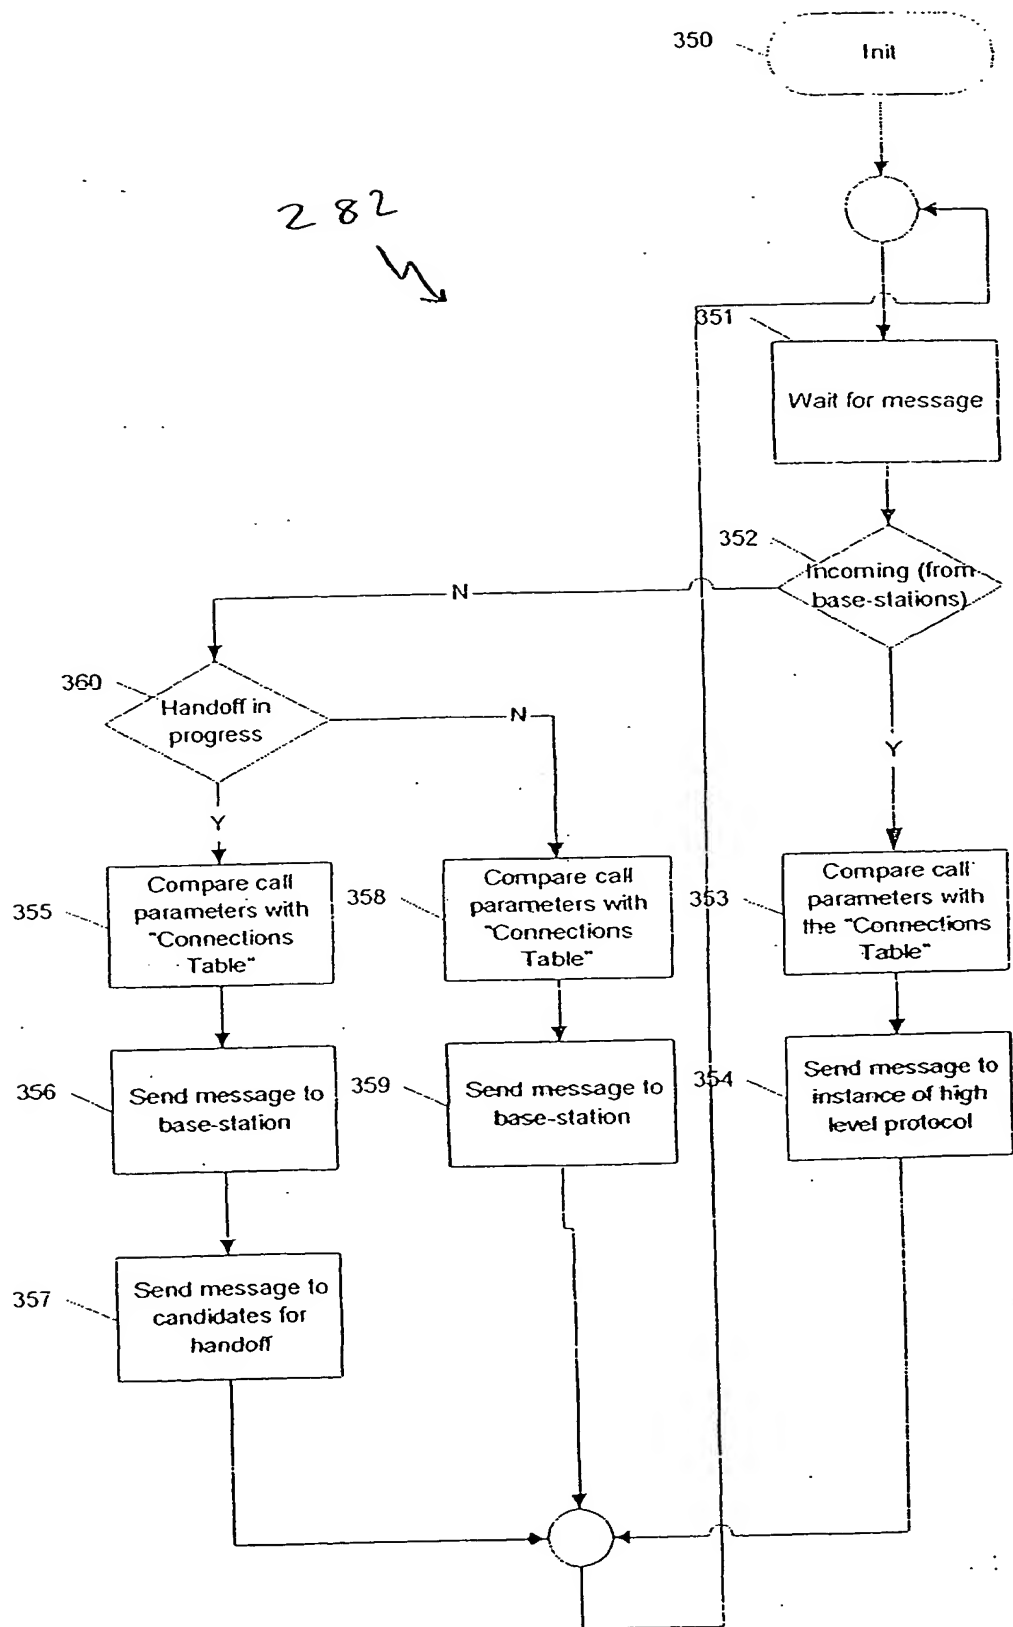 350
Init
282
351
Wait for message
352
Incoming (from
base-stations)
N
360
Handoff in
progress
N
Y
Y
355
Compare call
parameters with
"Connections
Table"
358
Compare call
parameters with
"Connections
Table"
353
Compare call
parameters with
the "Connections
Table"
356
Send message to
base-station
359
Send message to
base-station
354
Send message to
instance of high
level protocol
357
Send message to
candidates for
handoff